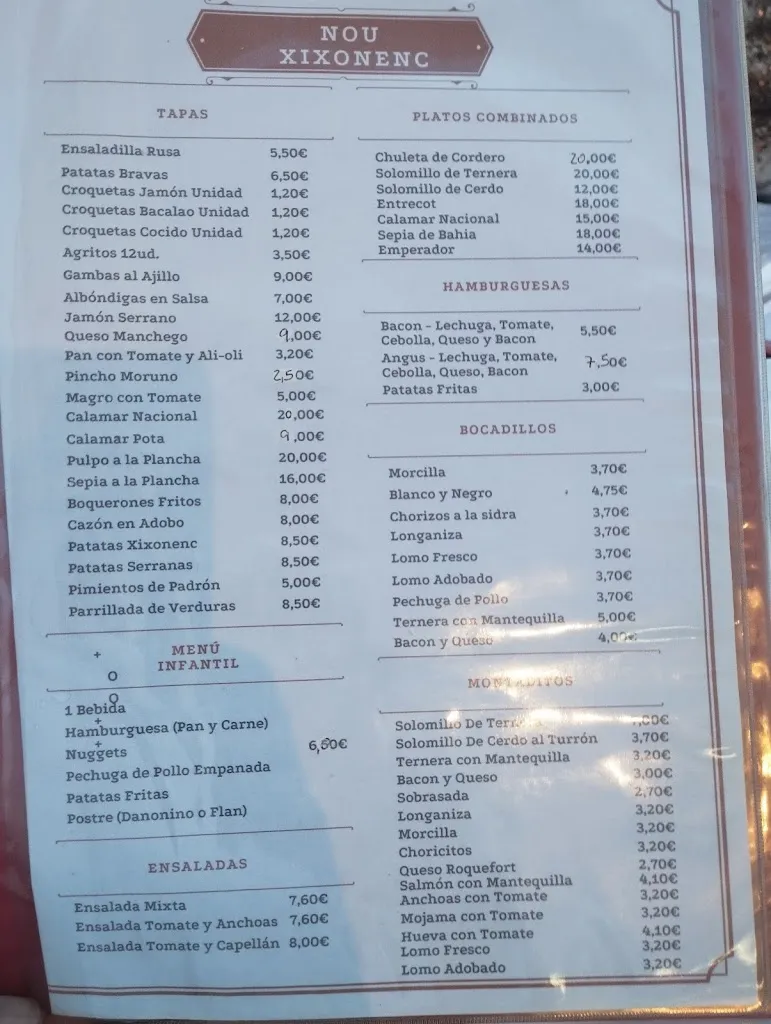 NOU
XIXONENC
TAPAS
Ensaladilla Rusa 5,50€
Patatas Bravas 6,50€
Croquetas Jamón Unidad 1,20€
Croquetas Bacalao Unidad 1,20€
Croquetas Cocido Unidad 1,20€
Agritos 12ud. 3,50€
Gambas al Ajillo 9,00€
Albóndigas en Salsa 7,00€
Jamón Serrano 12,00€
Queso Manchego 9,00€
Pan con Tomate y Ali-oli 3,20€
Pincho Moruno 2,50€
Magro con Tomate 5,00€
Calamar Nacional 20,00€
Calamar Pota 9,00€
Pulpo a la Plancha 20,00€
Sepia a la Plancha 16,00€
Boquerones Fritos 8,00€
Cazón en Adobo 8,00€
Patatas Xixonenc 8,50€
Patatas Serranas 8,50€
Pimientos de Padrón 5,00€
Parrillada de Verduras 8,50€
MENÚ
INFANTIL
1 Bebida
+
Hamburguesa (Pan y Carne)
O
Nuggets 6,50€
O
Pechuga de Pollo Empanada
+
Patatas Fritas
+
Postre (Danonino o Flan)
ENSALADAS
Ensalada Mixta 7,60€
Ensalada Tomate y Anchoas 7,60€
Ensalada Tomate y Capellán 8,00€
PLATOS COMBINADOS
Chuleta de Cordero 20,00€
Solomillo de Ternera 20,00€
Solomillo de Cerdo 12,00€
Entrecot 18,00€
Calamar Nacional 15,00€
Sepia de Bahia 18,00€
Emperador 14,00€
HAMBURGUESAS
Bacon - Lechuga, Tomate,
Cebolla, Queso y Bacon 5,50€
Angus - Lechuga, Tomate,
Cebolla, Queso, Bacon 7,50€
Patatas Fritas 3,00€
BOCADILLOS
Morcilla 3,70€
Blanco y Negro 4,75€
Chorizos a la sidra 3,70€
Longaniza 3,70€
Lomo Fresco 3,70€
Lomo Adobado 3,70€
Pechuga de Pollo 3,70€
Ternera con Mantequilla 5,00€
Bacon y Queso 4,00€
MONTADITOS
Solomillo De
Solomillo De Cerdo al Turrón 3,70€
Ternera con Mantequilla 3,20€
Bacon y Queso 3,00€
Sobrasada 2,70€
Longaniza 3,20€
Morcilla 3,20€
Choricitos 3,20€
Queso Roquefort 2,70€
Salmón con Mantequilla 4,10€
Anchoas con Tomate 3,20€
Mojama con Tomate 3,20€
Hueva con Tomate 4,10€
Lomo Fresco 3,20€
Lomo Adobado 3,20€